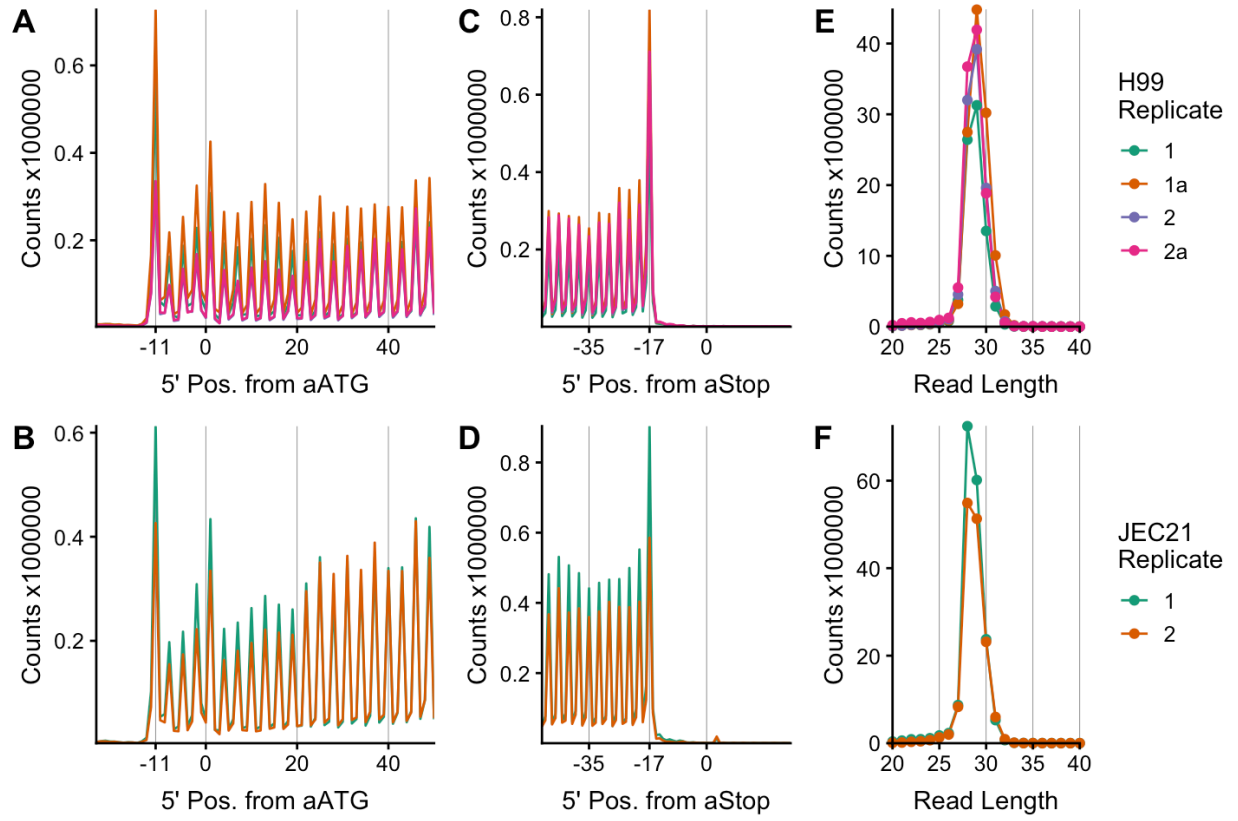 A
Counts x1000000
0.6
0.4
0.2
-11 0 20 40
5' Pos. from aATG
C
Counts x1000000
0.8
0.6
0.4
0.2
-35 -17 0
5' Pos. from aStop
E
Counts x1000000
40
30
20
10
0
20 25 30 35 40
Read Length
H99
Replicate
1
1a
2
2a
B
Counts x1000000
0.6
0.4
0.2
-11 0 20 40
5' Pos. from aATG
D
Counts x1000000
0.8
0.6
0.4
0.2
-35 -17 0
5' Pos. from aStop
F
Counts x1000000
60
40
20
0
20 25 30 35 40
Read Length
JEC21
Replicate
1
2